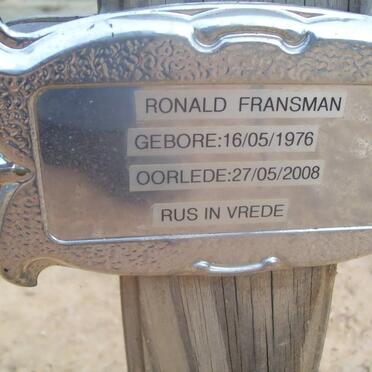 RONALD FRANSMAN
GEBORE:16/05/1976
OORLEDE:27/05/2008
RUS IN VREDE